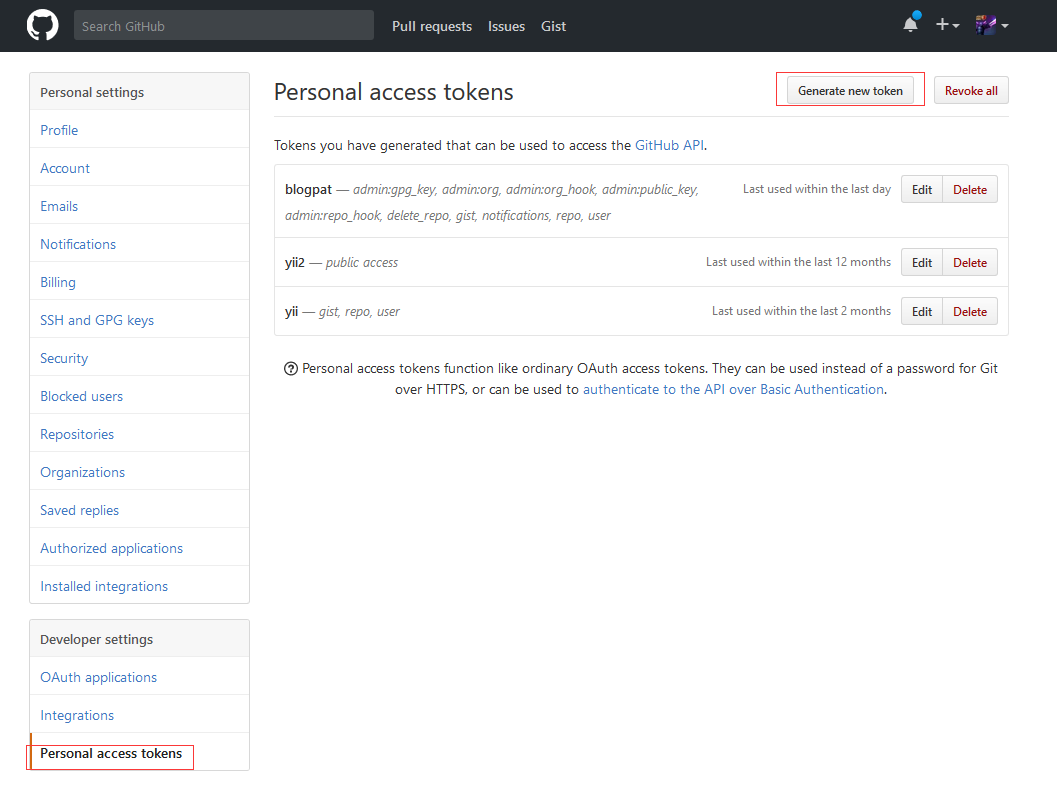 Search GitHub
Pull requests
Issues
Gist
Personal settings
Profile
Account
Emails
Notifications
Billing
SSH and GPG keys
Security
Blocked users
Repositories
Organizations
Saved replies
Authorized applications
Installed integrations
Developer settings
OAuth applications
Integrations
Personal access tokens
Personal access tokens
Generate new token
Revoke all
Tokens you have generated that can be used to access the GitHub API.
blogpat — admin:gpg_key, admin:org, admin:org_hook, admin:public_key,
admin:repo_hook, delete_repo, gist, notifications, repo, user
Last used within the last day
Edit
Delete
yii2 — public access
Last used within the last 12 months
Edit
Delete
yii — gist, repo, user
Last used within the last 2 months
Edit
Delete
Personal access tokens function like ordinary OAuth access tokens. They can be used instead of a password for Git
over HTTPS, or can be used to authenticate to the API over Basic Authentication.